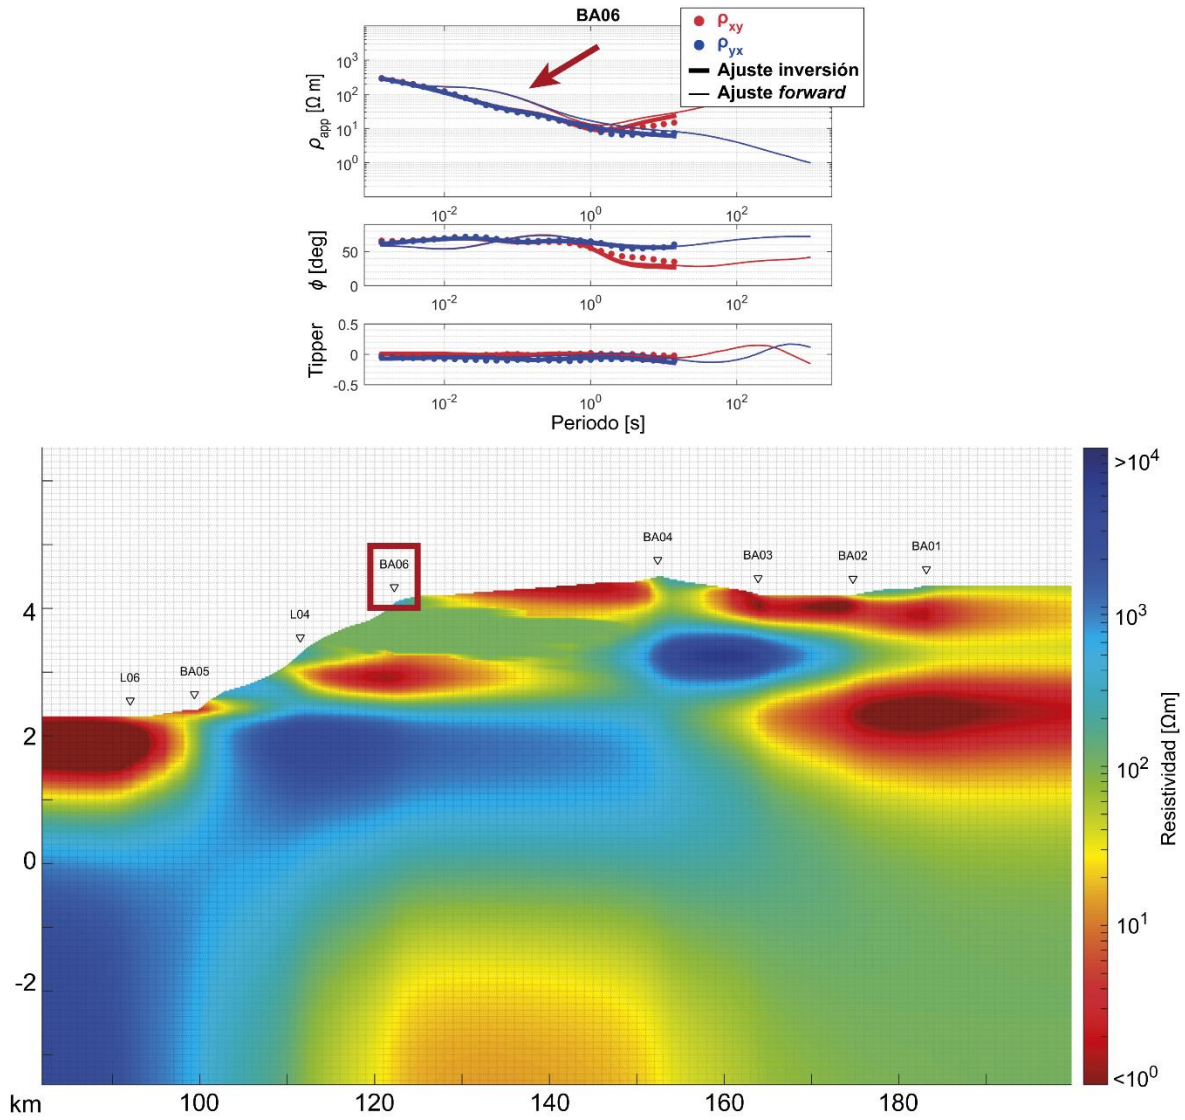 BA06
ρxy
ρyx
Ajuste inversión
Ajuste forward
ρapp [Ω m]
10³
10²
10¹
10⁰
10⁻² 10⁰ 10²
ϕ [deg]
50
0
10⁻² 10⁰ 10²
Tipper
0.5
0
-0.5
10⁻² 10⁰ 10²
Periodo [s]
>10⁴
10³
10²
10¹
<10⁰
Resistividad [Ωm]
BA04
BA06
BA03
BA02
BA01
L04
L06
BA05
4
2
0
-2
km 100 120 140 160 180